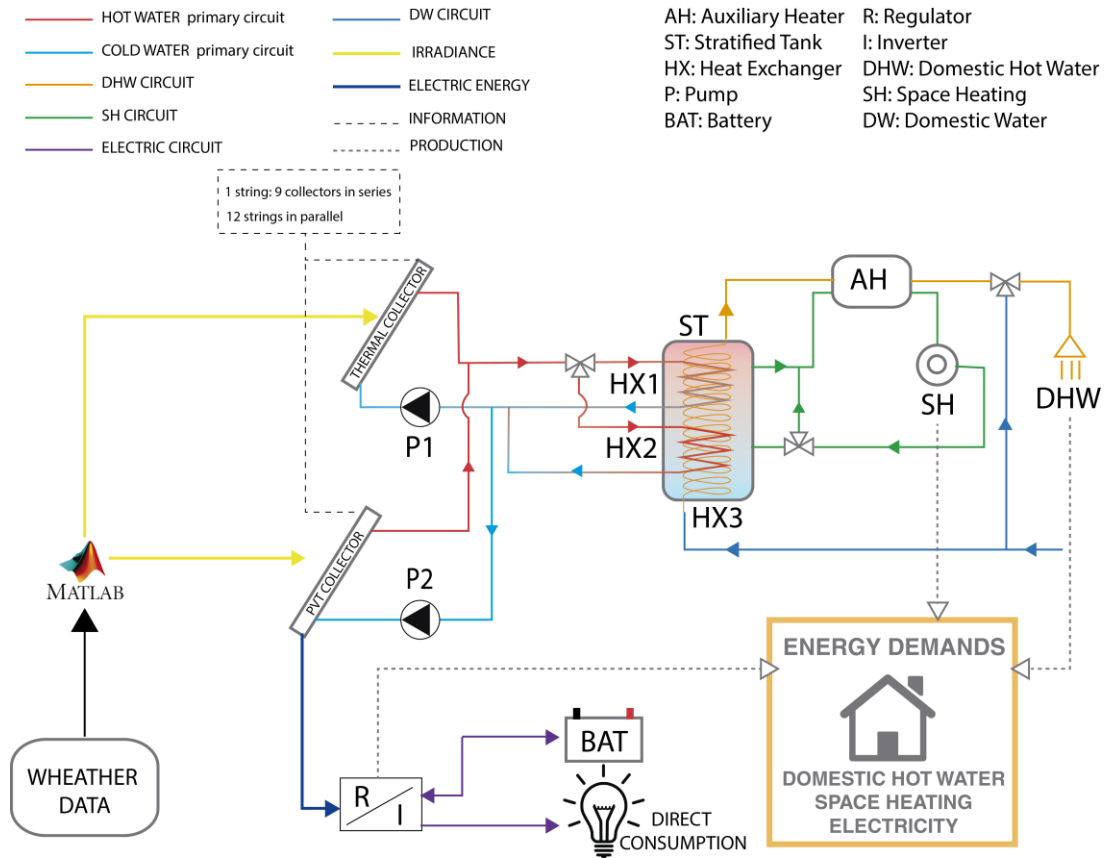 HOT WATER primary circuit
COLD WATER primary circuit
DHW CIRCUIT
SH CIRCUIT
ELECTRIC CIRCUIT
DW CIRCUIT
IRRADIANCE
ELECTRIC ENERGY
INFORMATION
PRODUCTION
AH: Auxiliary Heater
ST: Stratified Tank
HX: Heat Exchanger
P: Pump
BAT: Battery
R: Regulator
I: Inverter
DHW: Domestic Hot Water
SH: Space Heating
DW: Domestic Water
1 string: 9 collectors in series
12 strings in parallel
THERMAL COLLECTOR
AH
ST
HX1
HX2
HX3
SH
DHW
P1
PVT COLLECTOR
P2
MATLAB
WHEATHER
DATA
R
I
BAT
DIRECT
CONSUMPTION
ENERGY DEMANDS
DOMESTIC HOT WATER
SPACE HEATING
ELECTRICITY